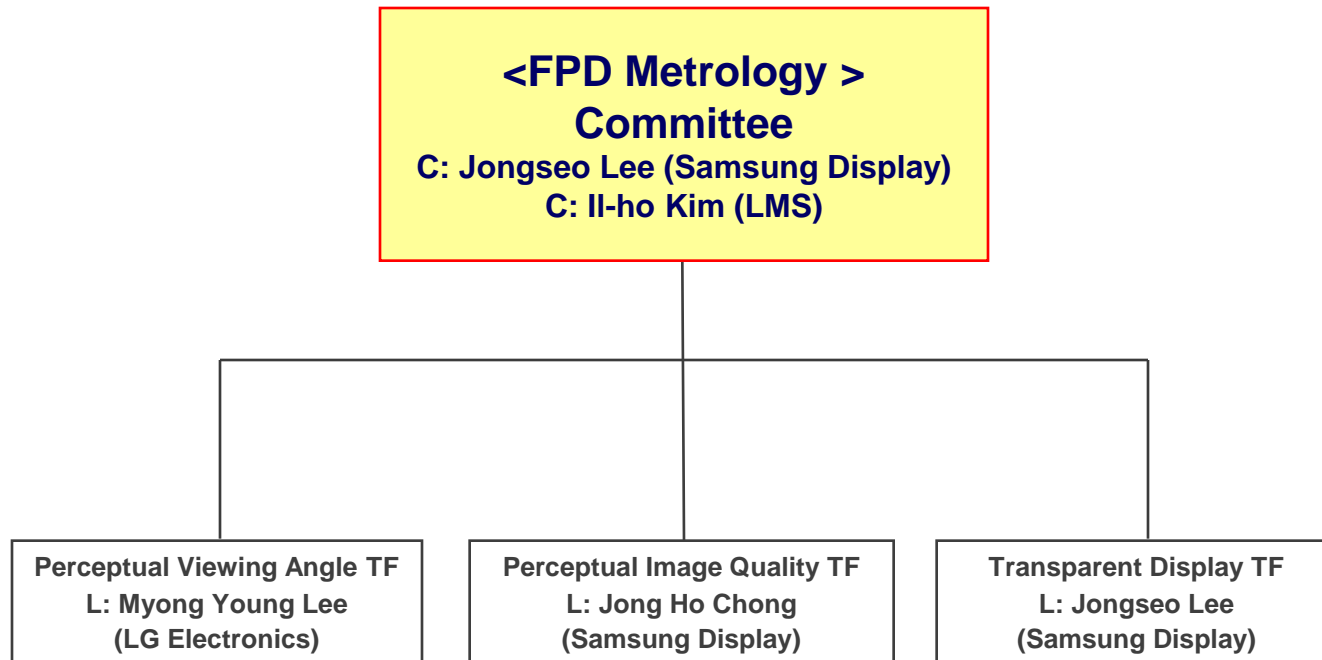 <FPD Metrology >
Committee
C: Jongseo Lee (Samsung Display)
C: Il-ho Kim (LMS)
Perceptual Viewing Angle TF
L: Myong Young Lee
(LG Electronics)
Perceptual Image Quality TF
L: Jong Ho Chong
(Samsung Display)
Transparent Display TF
L: Jongseo Lee
(Samsung Display)